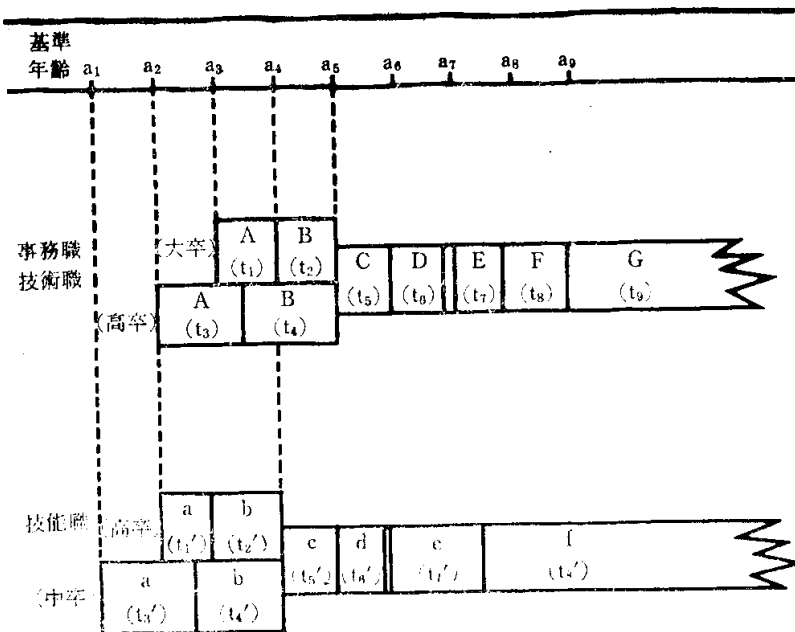 基準
年齢 a₁ a₂ a₃ a₄ a₅ a₆ a₇ a₈ a₉
事務職
技術職
(大卒) A B
(t₁) (t₂)
C D E F G
(t₅) (t₆) (t₇) (t₈) (t₉)
(高卒) A B
(t₃) (t₄)
技能職 (高卒) a b
(t₁′) (t₂′)
c d e f
(t₆′)
(中卒 a b
(t₃′) (t₄′)